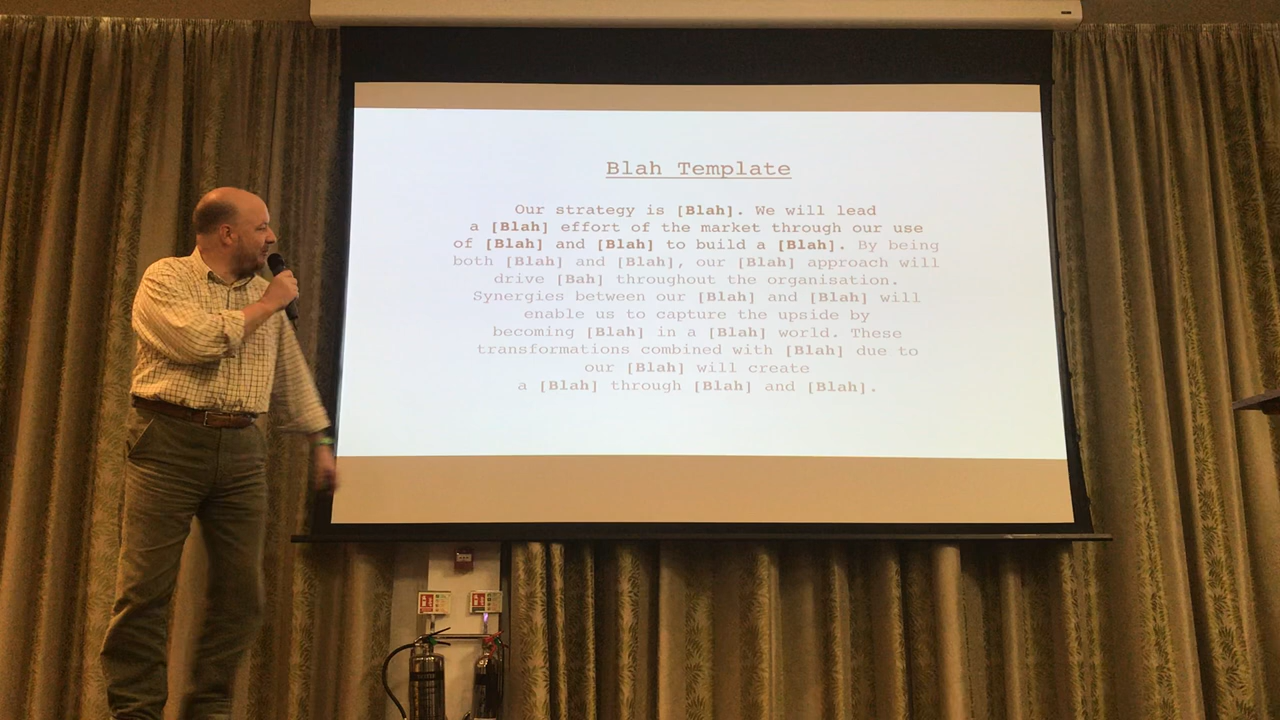 Blah Template
Our strategy is [Blah]. We will lead
a [Blah] effort of the market through our use
of [Blah] and [Blah] to build a [Blah]. By being
both [Blah] and [Blah], our [Blah] approach will
drive [Bah] throughout the organisation.
Synergies between our [Blah] and [Blah] will
enable us to capture the upside by
becoming [Blah] in a [Blah] world. These
transformations combined with [Blah] due to
our [Blah] will create
a [Blah] through [Blah] and [Blah].